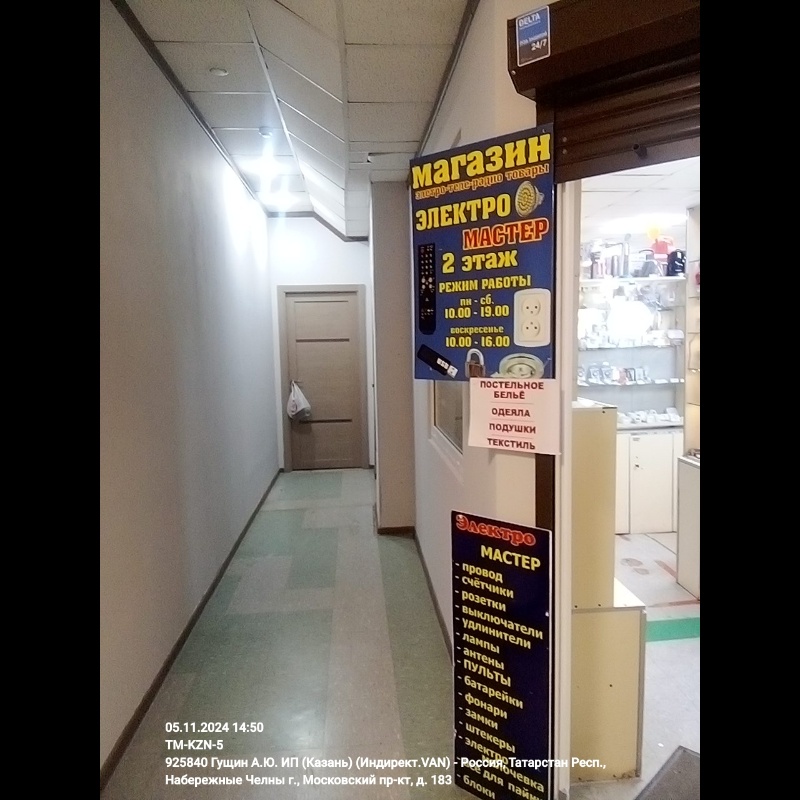 DELTA
24/7
магазин
элетро-теле-радио товары
ЭЛЕКТРО
МАСТЕР
2 этаж
РЕЖИМ РАБОТЫ
пн - сб.
10.00 - 19.00
воскресенье
10.00 - 16.00
USB
ПОСТЕЛЬНОЕ
БЕЛЬЁ
ОДЕЯЛА
ПОДУШКИ
ТЕКСТИЛЬ
Электро
МАСТЕР
- провод
- счётчики
- розетки
- выключатели
- удлинители
- лампы
- антены
- ПУЛЬТЫ
- батарейки
- фонари
- замки
- штекеры
для пайки
блоки
05.11.2024 14:50
TM-KZN-5
925840 Гущин А.Ю. ИП (Казань) (Индирект.VAN) - Россия, Татарстан Респ.,
Набережные Челны г., Московский пр-кт, д. 183